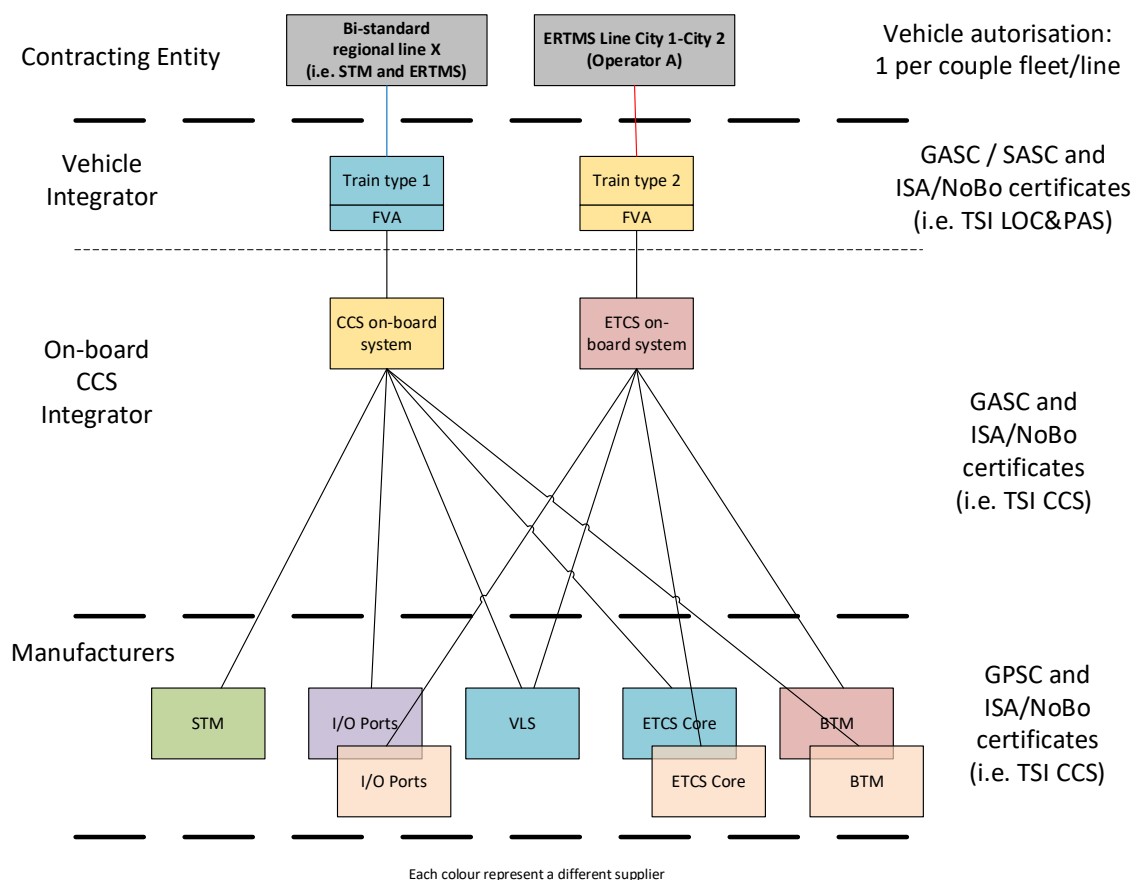 Contracting Entity
Bi-standard
regional line X
(i.e. STM and ERTMS)
ERTMS Line City 1-City 2
(Operator A)
Vehicle autorisation:
1 per couple fleet/line
Vehicle
Integrator
Train type 1
FVA
Train type 2
FVA
GASC / SASC and
ISA/NoBo certificates
(i.e. TSI LOC&PAS)
On-board
CCS
Integrator
CCS on-board
system
ETCS on-
board system
GASC and
ISA/NoBo
certificates
(i.e. TSI CCS)
Manufacturers
STM
I/O Ports
VLS
ETCS Core
BTM
I/O Ports
ETCS Core
BTM
GPSC and
ISA/NoBo
certificates
(i.e. TSI CCS)
Each colour represent a different supplier